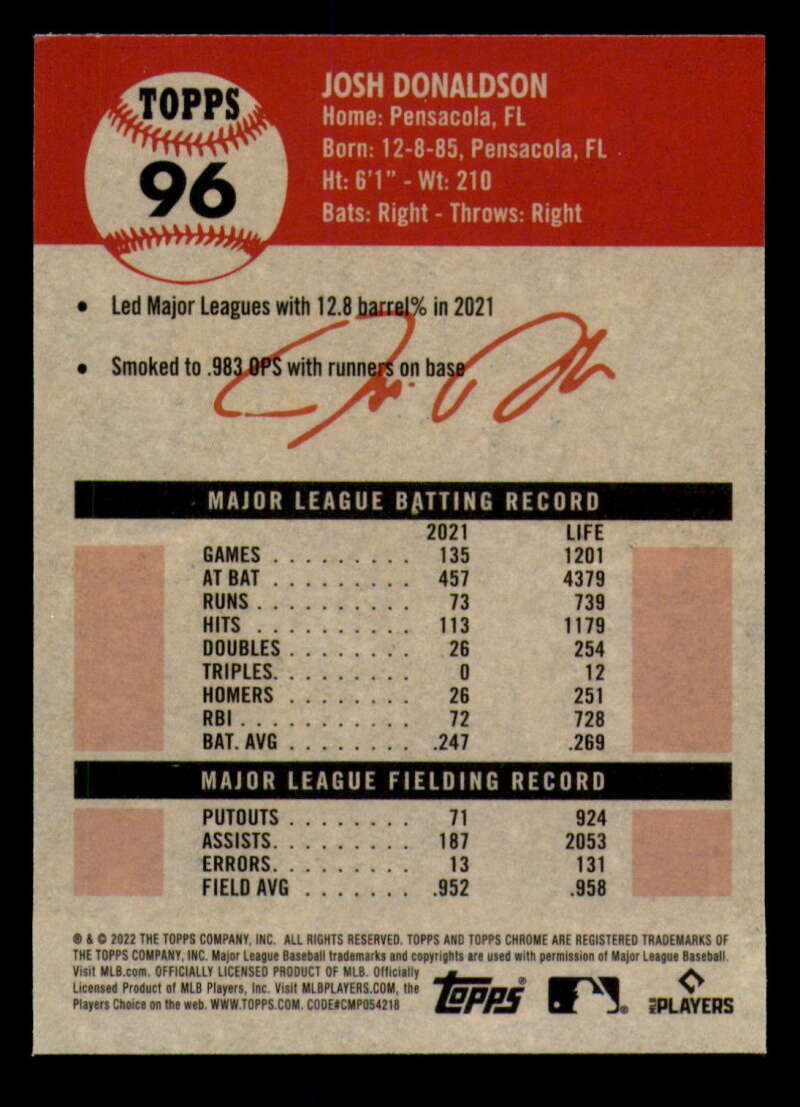 TOPPS
96
JOSH DONALDSON
Home: Pensacola, FL
Born: 12-8-85, Pensacola, FL
Ht: 6'1" - Wt: 210
Bats: Right - Throws: Right
• Led Major Leagues with 12.8 barrel% in 2021
• Smoked to .983 OPS with runners on base
MAJOR LEAGUE BATTING RECORD
2021 LIFE
GAMES . . . . . . . . . 135 1201
AT BAT . . . . . . . . . 457 4379
RUNS . . . . . . . . . . 73 739
HITS . . . . . . . . . . 113 1179
DOUBLES . . . . . . . . 26 254
TRIPLES. . . . . . . . . 0 12
HOMERS . . . . . . . . 26 251
RBI . . . . . . . . . . . 72 728
BAT. AVG . . . . . . . . .247 .269
MAJOR LEAGUE FIELDING RECORD
PUTOUTS . . . . . . . . 71 924
ASSISTS. . . . . . . . . 187 2053
ERRORS. . . . . . . . . 13 131
FIELD AVG . . . . . . . .952 .958
® & © 2022 THE TOPPS COMPANY, INC. ALL RIGHTS RESERVED. TOPPS AND TOPPS CHROME ARE REGISTERED TRADEMARKS OF
THE TOPPS COMPANY, INC. Major League Baseball trademarks and copyrights are used with permission of Major League Baseball.
Visit MLB.com. OFFICIALLY LICENSED PRODUCT OF MLB. Officially
Licensed Product of MLB Players, Inc. Visit MLBPLAYERS.COM, the
Players Choice on the web. WWW.TOPPS.COM. CODE#CMP054218
Topps®
MLB PLAYERS